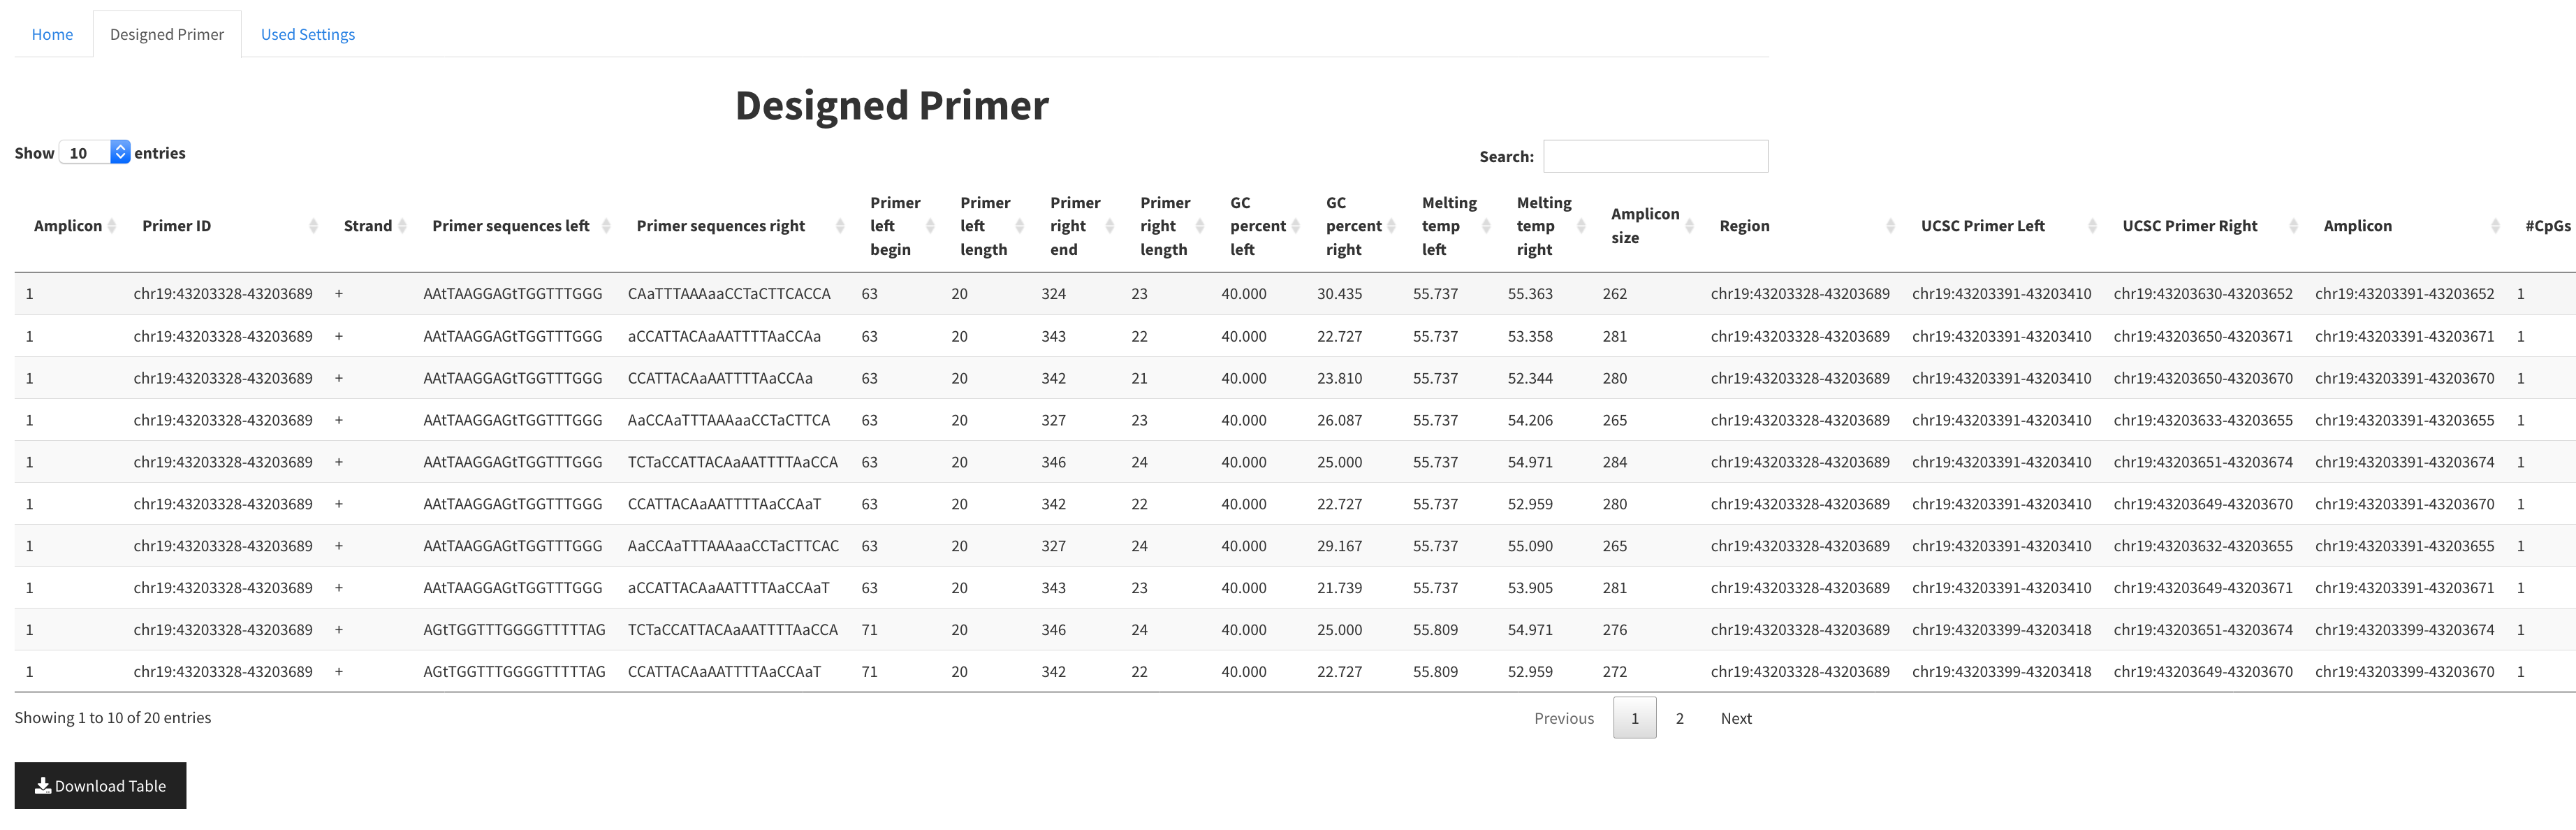 Home Designed Primer Used Settings
Designed Primer
Show 10 entries Search:
Amplicon Primer ID Strand Primer sequences left Primer sequences right Primer left begin Primer left length Primer right end Primer right length GC percent left GC percent right Melting temp left Melting temp right Amplicon size Region UCSC Primer Left UCSC Primer Right Amplicon #CpGs
1 chr19:43203328-43203689 + AAtTAAGGAGtTGGTTTGGG CAaTTTAAAaaCCTaCTTCACCA 63 20 324 23 40.000 30.435 55.737 55.363 262 chr19:43203328-43203689 chr19:43203391-43203410 chr19:43203630-43203652 chr19:43203391-43203652 1
1 chr19:43203328-43203689 + AAtTAAGGAGtTGGTTTGGG aCCATTACAaAATTTTAaCCAa 63 20 343 22 40.000 22.727 55.737 53.358 281 chr19:43203328-43203689 chr19:43203391-43203410 chr19:43203650-43203671 chr19:43203391-43203671 1
1 chr19:43203328-43203689 + AAtTAAGGAGtTGGTTTGGG CCATTACAaAATTTTAaCCAa 63 20 342 21 40.000 23.810 55.737 52.344 280 chr19:43203328-43203689 chr19:43203391-43203410 chr19:43203650-43203670 chr19:43203391-43203670 1
1 chr19:43203328-43203689 + AAtTAAGGAGtTGGTTTGGG AaCCAaTTTAAAaaCCTaCTTCA 63 20 327 23 40.000 26.087 55.737 54.206 265 chr19:43203328-43203689 chr19:43203391-43203410 chr19:43203633-43203655 chr19:43203391-43203655 1
1 chr19:43203328-43203689 + AAtTAAGGAGtTGGTTTGGG TCTaCCATTACAaAATTTTAaCCA 63 20 346 24 40.000 25.000 55.737 54.971 284 chr19:43203328-43203689 chr19:43203391-43203410 chr19:43203651-43203674 chr19:43203391-43203674 1
1 chr19:43203328-43203689 + AAtTAAGGAGtTGGTTTGGG CCATTACAaAATTTTAaCCAaT 63 20 342 22 40.000 22.727 55.737 52.959 280 chr19:43203328-43203689 chr19:43203391-43203410 chr19:43203649-43203670 chr19:43203391-43203670 1
1 chr19:43203328-43203689 + AAtTAAGGAGtTGGTTTGGG AaCCAaTTTAAAaaCCTaCTTCAC 63 20 327 24 40.000 29.167 55.737 55.090 265 chr19:43203328-43203689 chr19:43203391-43203410 chr19:43203632-43203655 chr19:43203391-43203655 1
1 chr19:43203328-43203689 + AAtTAAGGAGtTGGTTTGGG aCCATTACAaAATTTTAaCCAaT 63 20 343 23 40.000 21.739 55.737 53.905 281 chr19:43203328-43203689 chr19:43203391-43203410 chr19:43203649-43203671 chr19:43203391-43203671 1
1 chr19:43203328-43203689 + AGtTGGTTTGGGGTTTTTAG TCTaCCATTACAaAATTTTAaCCA 71 20 346 24 40.000 25.000 55.809 54.971 276 chr19:43203328-43203689 chr19:43203399-43203418 chr19:43203651-43203674 chr19:43203399-43203674 1
1 chr19:43203328-43203689 + AGtTGGTTTGGGGTTTTTAG CCATTACAaAATTTTAaCCAaT 71 20 342 22 40.000 22.727 55.809 52.959 272 chr19:43203328-43203689 chr19:43203399-43203418 chr19:43203649-43203670 chr19:43203399-43203670 1
Showing 1 to 10 of 20 entries Previous 1 2 Next
Download Table